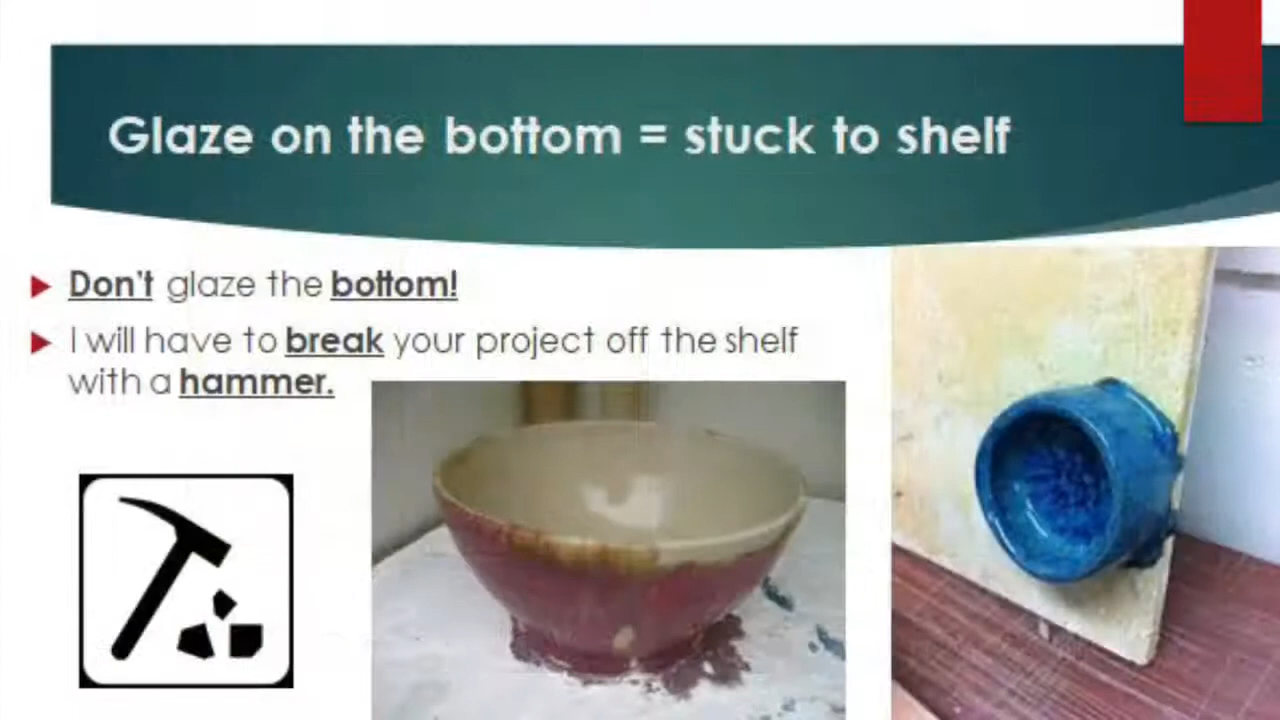 Glaze on the bottom = stuck to shelf
Don't glaze the bottom!
I will have to break your project off the shelf
with a hammer.